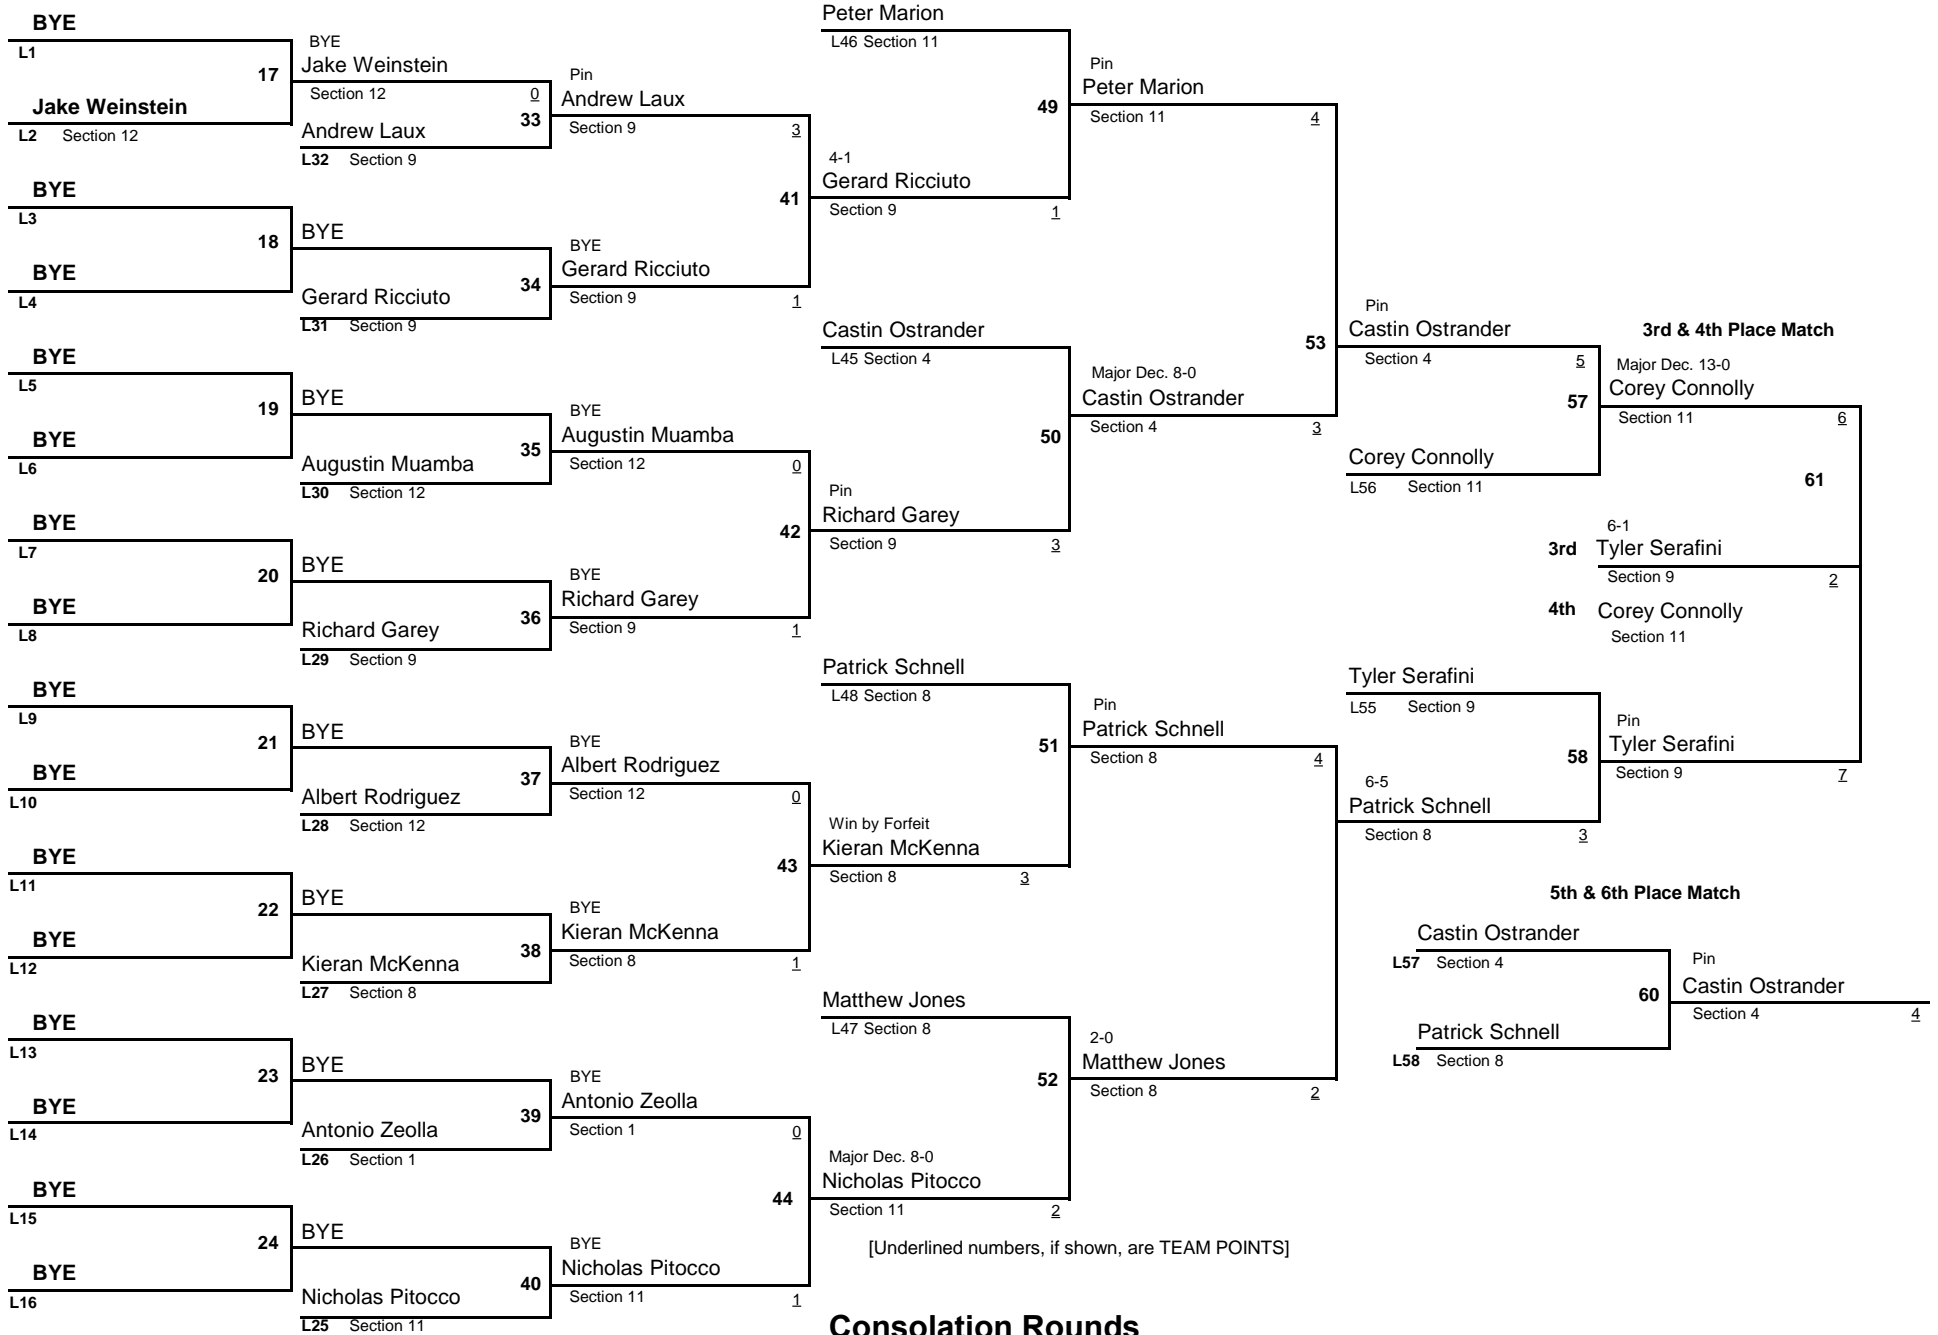 BYE
L1
17
Jake Weinstein
L2 Section 12
BYE
L3
18
BYE
L4
BYE
L5
19
BYE
L6
BYE
L7
20
BYE
L8
BYE
L9
21
BYE
L10
BYE
L11
22
BYE
L12
BYE
L13
23
BYE
L14
BYE
L15
24
BYE
L16
BYE
Jake Weinstein
Section 12 0
33
Andrew Laux
L32 Section 9
BYE
34
Gerard Ricciuto
L31 Section 9
BYE
35
Augustin Muamba
L30 Section 12
BYE
36
Richard Garey
L29 Section 9
BYE
37
Albert Rodriguez
L28 Section 12
BYE
38
Kieran McKenna
L27 Section 8
BYE
39
Antonio Zeolla
L26 Section 1
BYE
40
Nicholas Pitocco
L25 Section 11
Pin
Andrew Laux
Section 9 3
41
BYE
Gerard Ricciuto
Section 9 1
BYE
Augustin Muamba
Section 12 0
42
BYE
Richard Garey
Section 9 1
BYE
Albert Rodriguez
Section 12 0
43
BYE
Kieran McKenna
Section 8 1
BYE
Antonio Zeolla
Section 1 0
44
BYE
Nicholas Pitocco
Section 11 1
Peter Marion
L46 Section 11
49
4-1
Gerard Ricciuto
Section 9 1
Castin Ostrander
L45 Section 4
50
Pin
Richard Garey
Section 9 3
Patrick Schnell
L48 Section 8
51
Win by Forfeit
Kieran McKenna
Section 8 3
Matthew Jones
L47 Section 8
52
Major Dec. 8-0
Nicholas Pitocco
Section 11 2
Pin
Peter Marion
Section 11 4
53
Major Dec. 8-0
Castin Ostrander
Section 4 3
Pin
Patrick Schnell
Section 8 4
2-0
Matthew Jones
Section 8 2
Pin
Castin Ostrander
Section 4 5
57
Corey Connolly
L56 Section 11
Tyler Serafini
L55 Section 9
58
6-5
Patrick Schnell
Section 8 3
3rd & 4th Place Match
Major Dec. 13-0
Corey Connolly
Section 11 6
61
6-1
3rd Tyler Serafini
Section 9 2
4th Corey Connolly
Section 11
Pin
Tyler Serafini
Section 9 7
5th & 6th Place Match
Castin Ostrander
L57 Section 4
60
Patrick Schnell
L58 Section 8
Pin
Castin Ostrander
Section 4 4
[Underlined numbers, if shown, are TEAM POINTS]
Consolation Rounds